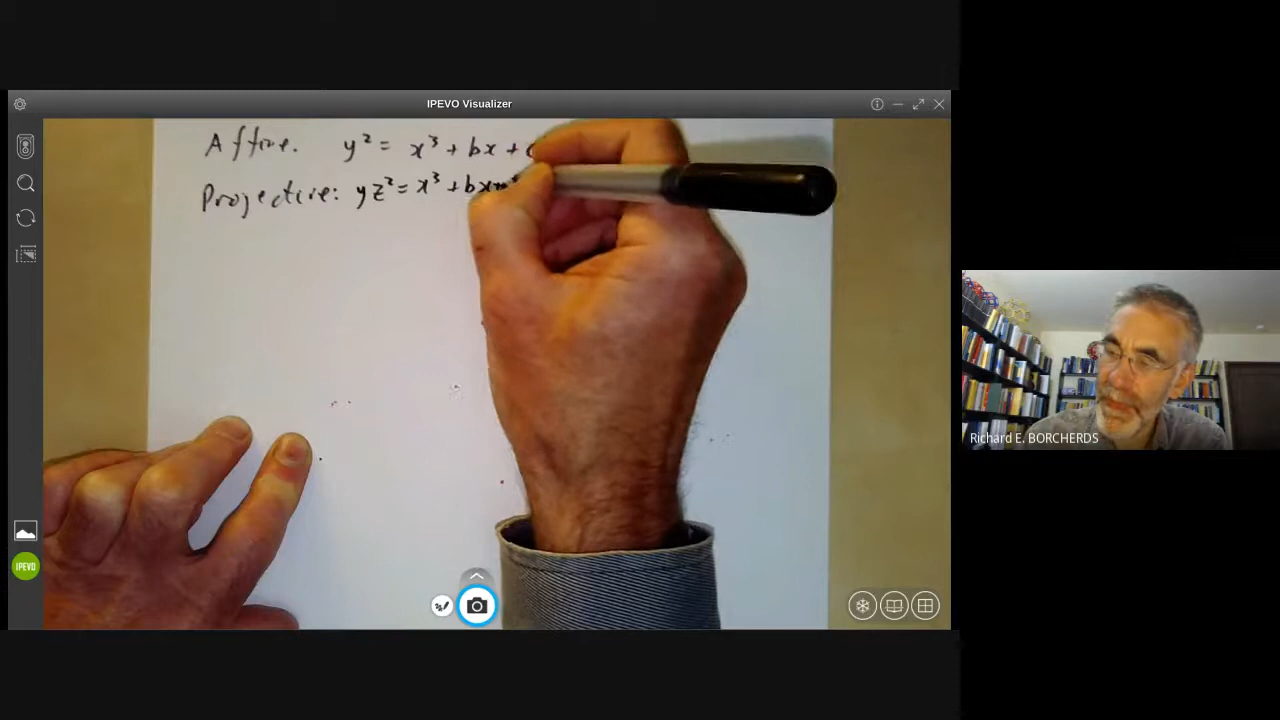 IPEVO Visualizer
Affine. y² = x³ + bx +
Projective: yz² = x³ + bx
Richard E. BORCHERDS
IPEVO